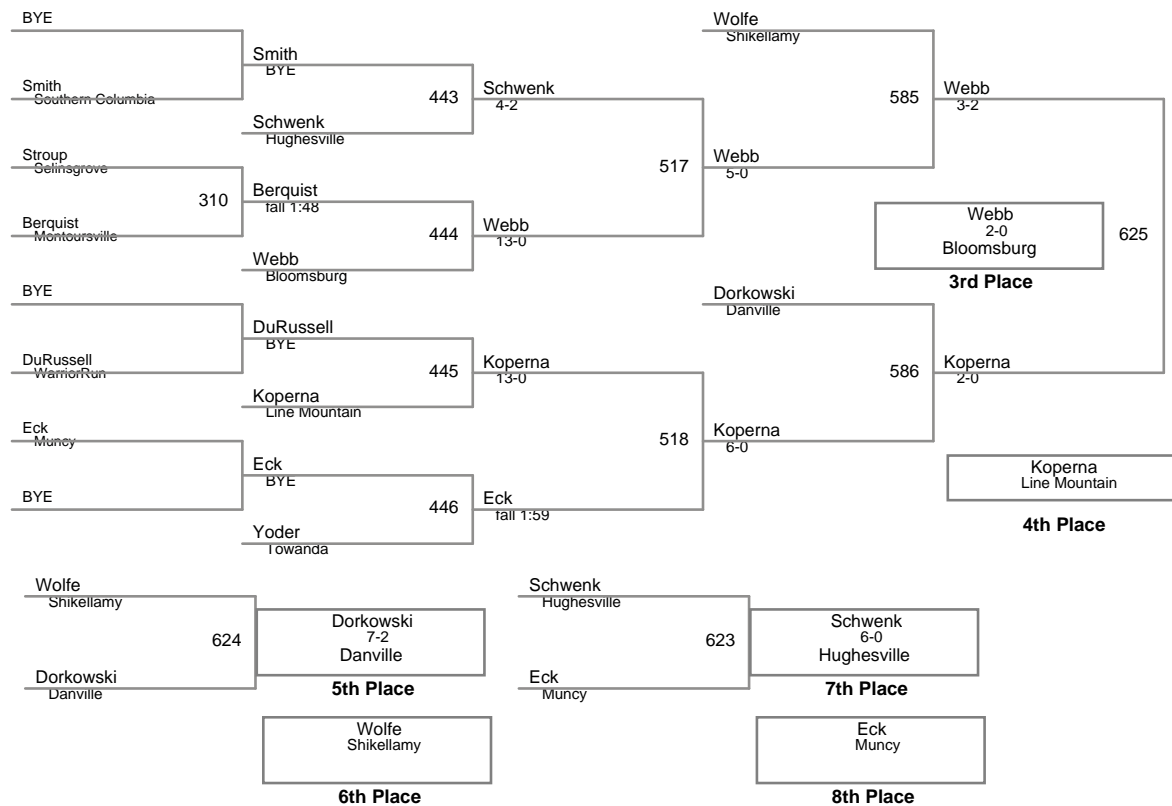 BYE
Wolfe
Shikellamy
Smith
BYE
Smith
Southern Columbia
443
Schwenk
4-2
585
Webb
3-2
Schwenk
Hughesville
Stroup
Selinsgrove
517
Webb
5-0
310
Berquist
fall 1:48
Berquist
Montoursville
444
Webb
13-0
Webb
2-0
Bloomsburg
625
Webb
Bloomsburg
3rd Place
BYE
Dorkowski
Danville
DuRussell
BYE
DuRussell
WarriorRun
445
Koperna
13-0
586
Koperna
2-0
Koperna
Line Mountain
Eck
Muncy
518
Koperna
6-0
Eck
BYE
Koperna
Line Mountain
BYE
446
Eck
fall 1:59
4th Place
Yoder
Towanda
Wolfe
Shikellamy
Schwenk
Hughesville
624
Dorkowski
7-2
Danville
623
Schwenk
6-0
Hughesville
Dorkowski
Danville
5th Place
Eck
Muncy
7th Place
Wolfe
Shikellamy
Eck
Muncy
6th Place
8th Place